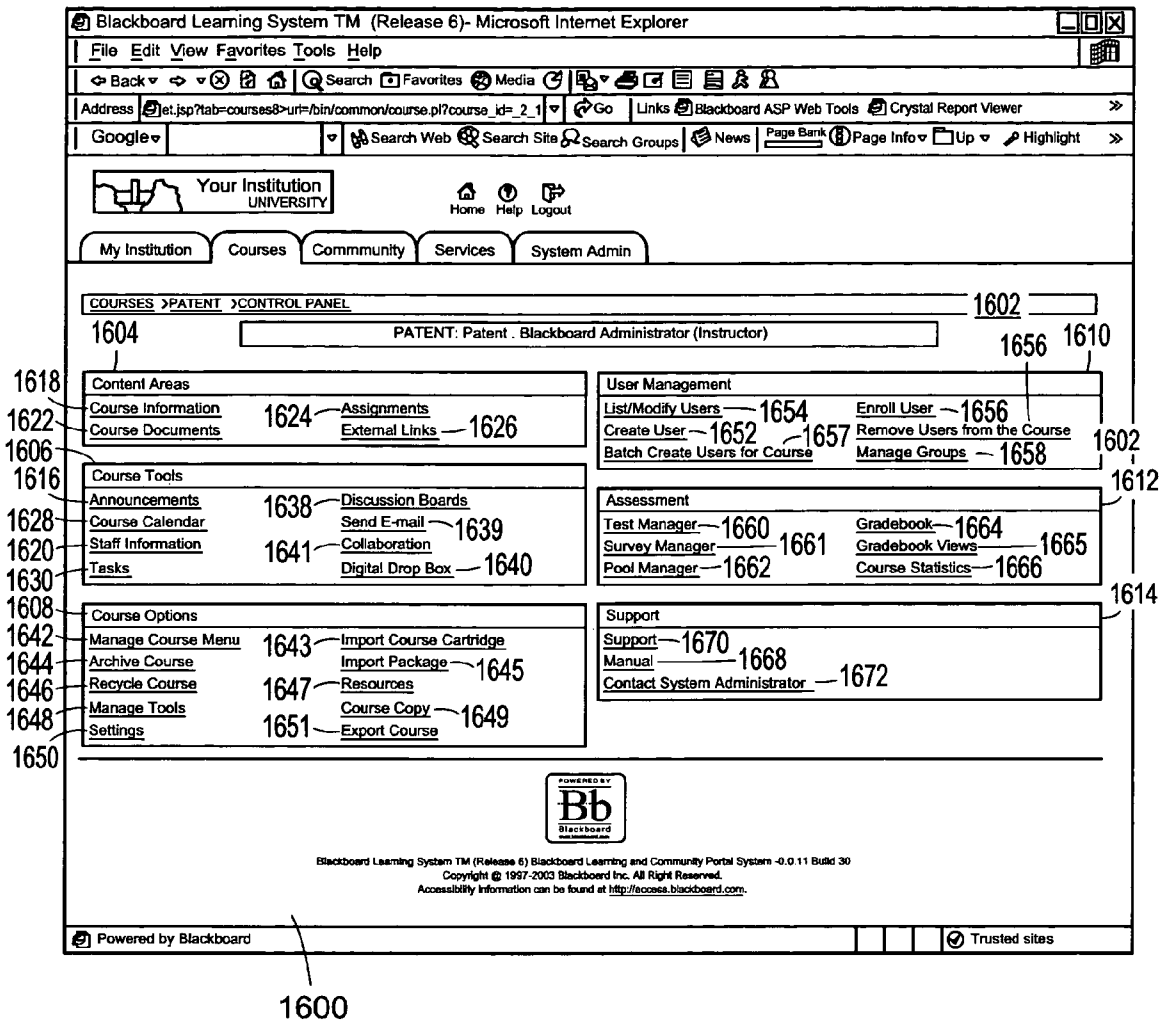 Blackboard Learning System TM (Release 6)- Microsoft Internet Explorer
File Edit View Favorites Tools Help
Back Search Favorites Media
Address et.jsp?tab=courses8>url=/bin/common/course.pl?course_id=_2_1 Go Links Blackboard ASP Web Tools Crystal Report Viewer »
Google Search Web Search Site Search Groups News Page Bank Page Info Up Highlight »
Your Institution
UNIVERSITY
Home Help Logout
My Institution Courses Commmunity Services System Admin
COURSES >PATENT >CONTROL PANEL 1602
1604 PATENT: Patent . Blackboard Administrator (Instructor) 1656 1610
Content Areas
1618 Course Information 1624 Assignments
1622 Course Documents External Links 1626
1606
Course Tools
1616 Announcements 1638 Discussion Boards
1628 Course Calendar Send E-mail 1639
1620 Staff Information 1641 Collaboration
1630 Tasks Digital Drop Box 1640
1608 Course Options
1642 Manage Course Menu 1643 Import Course Cartridge
1644 Archive Course Import Package 1645
1646 Recycle Course 1647 Resources
1648 Manage Tools Course Copy 1649
1650 Settings 1651 Export Course
User Management
List/Modify Users 1654 Enroll User 1656
Create User 1652 1657 Remove Users from the Course 1602
Batch Create Users for Course Manage Groups 1658
1612
Assessment
Test Manager 1660 Gradebook 1664
Survey Manager 1661 Gradebook Views 1665
Pool Manager 1662 Course Statistics 1666
1614
Support
Support 1670
Manual 1668
Contact System Administrator 1672
POWERED BY
Bb
Blackboard
www.blackboard.com
Blackboard Learning System TM (Release 6) Blackboard Learning and Community Portal System -0.0.11 Build 30
Copyright @ 1997-2003 Blackboard Inc. All Right Reserved.
Accessibility information can be found at http://access.blackboard.com.
Powered by Blackboard Trusted sites
1600